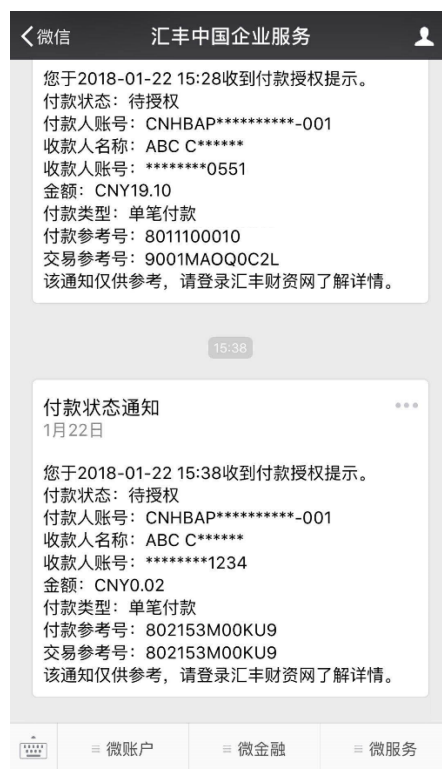 微信
汇丰中国企业服务
您于2018-01-22 15:28收到付款授权提示。
付款状态：待授权
付款人账号：CNHBAP**********-001
收款人名称：ABC C******
收款人账号：********0551
金额：CNY19.10
付款类型：单笔付款
付款参考号：8011100010
交易参考号：9001MAOQ0C2L
该通知仅供参考，请登录汇丰财资网了解详情。
15:38
付款状态通知
1月22日
您于2018-01-22 15:38收到付款授权提示。
付款状态：待授权
付款人账号：CNHBAP**********-001
收款人名称：ABC C******
收款人账号：********1234
金额：CNY0.02
付款类型：单笔付款
付款参考号：802153M00KU9
交易参考号：802153M00KU9
该通知仅供参考，请登录汇丰财资网了解详情。
微账户
微金融
微服务